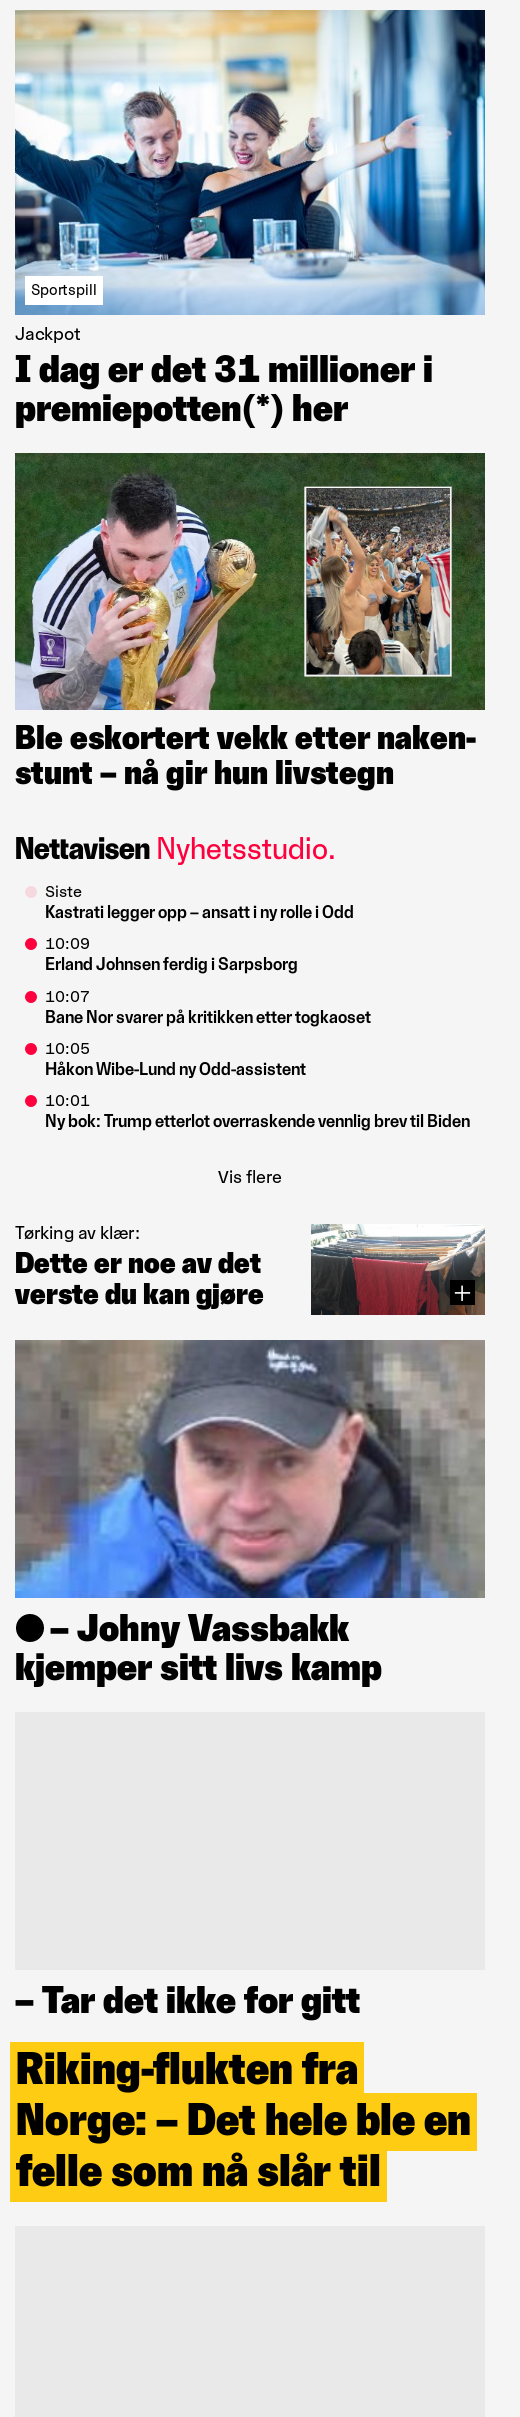 Sportspill
Jackpot
I dag er det 31 millioner i
premiepotten(*) her
Ble eskortert vekk etter naken-
stunt – nå gir hun livstegn
Nettavisen Nyhetsstudio.
Siste
Kastrati legger opp – ansatt i ny rolle i Odd
10:09
Erland Johnsen ferdig i Sarpsborg
10:07
Bane Nor svarer på kritikken etter togkaoset
10:05
Håkon Wibe-Lund ny Odd-assistent
10:01
Ny bok: Trump etterlot overraskende vennlig brev til Biden
Vis flere
Tørking av klær:
Dette er noe av det
verste du kan gjøre
– Johny Vassbakk
kjemper sitt livs kamp
– Tar det ikke for gitt
Riking-flukten fra
Norge: – Det hele ble en
felle som nå slår til